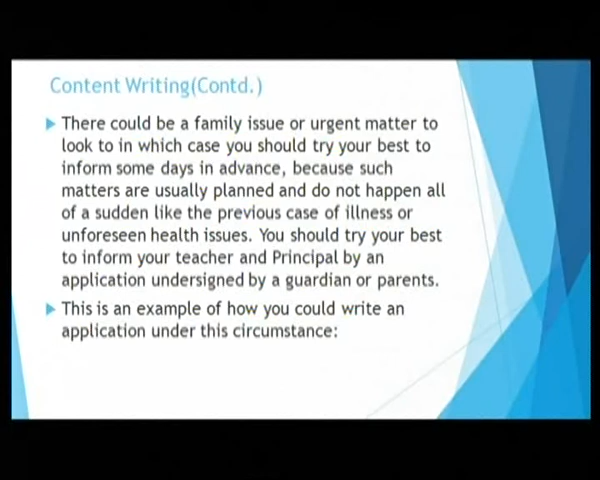 Content Writing(Contd.)
There could be a family issue or urgent matter to
look to in which case you should try your best to
inform some days in advance, because such
matters are usually planned and do not happen all
of a sudden like the previous case of illness or
unforeseen health issues. You should try your best
to inform your teacher and Principal by an
application undersigned by a guardian or parents.
This is an example of how you could write an
application under this circumstance: